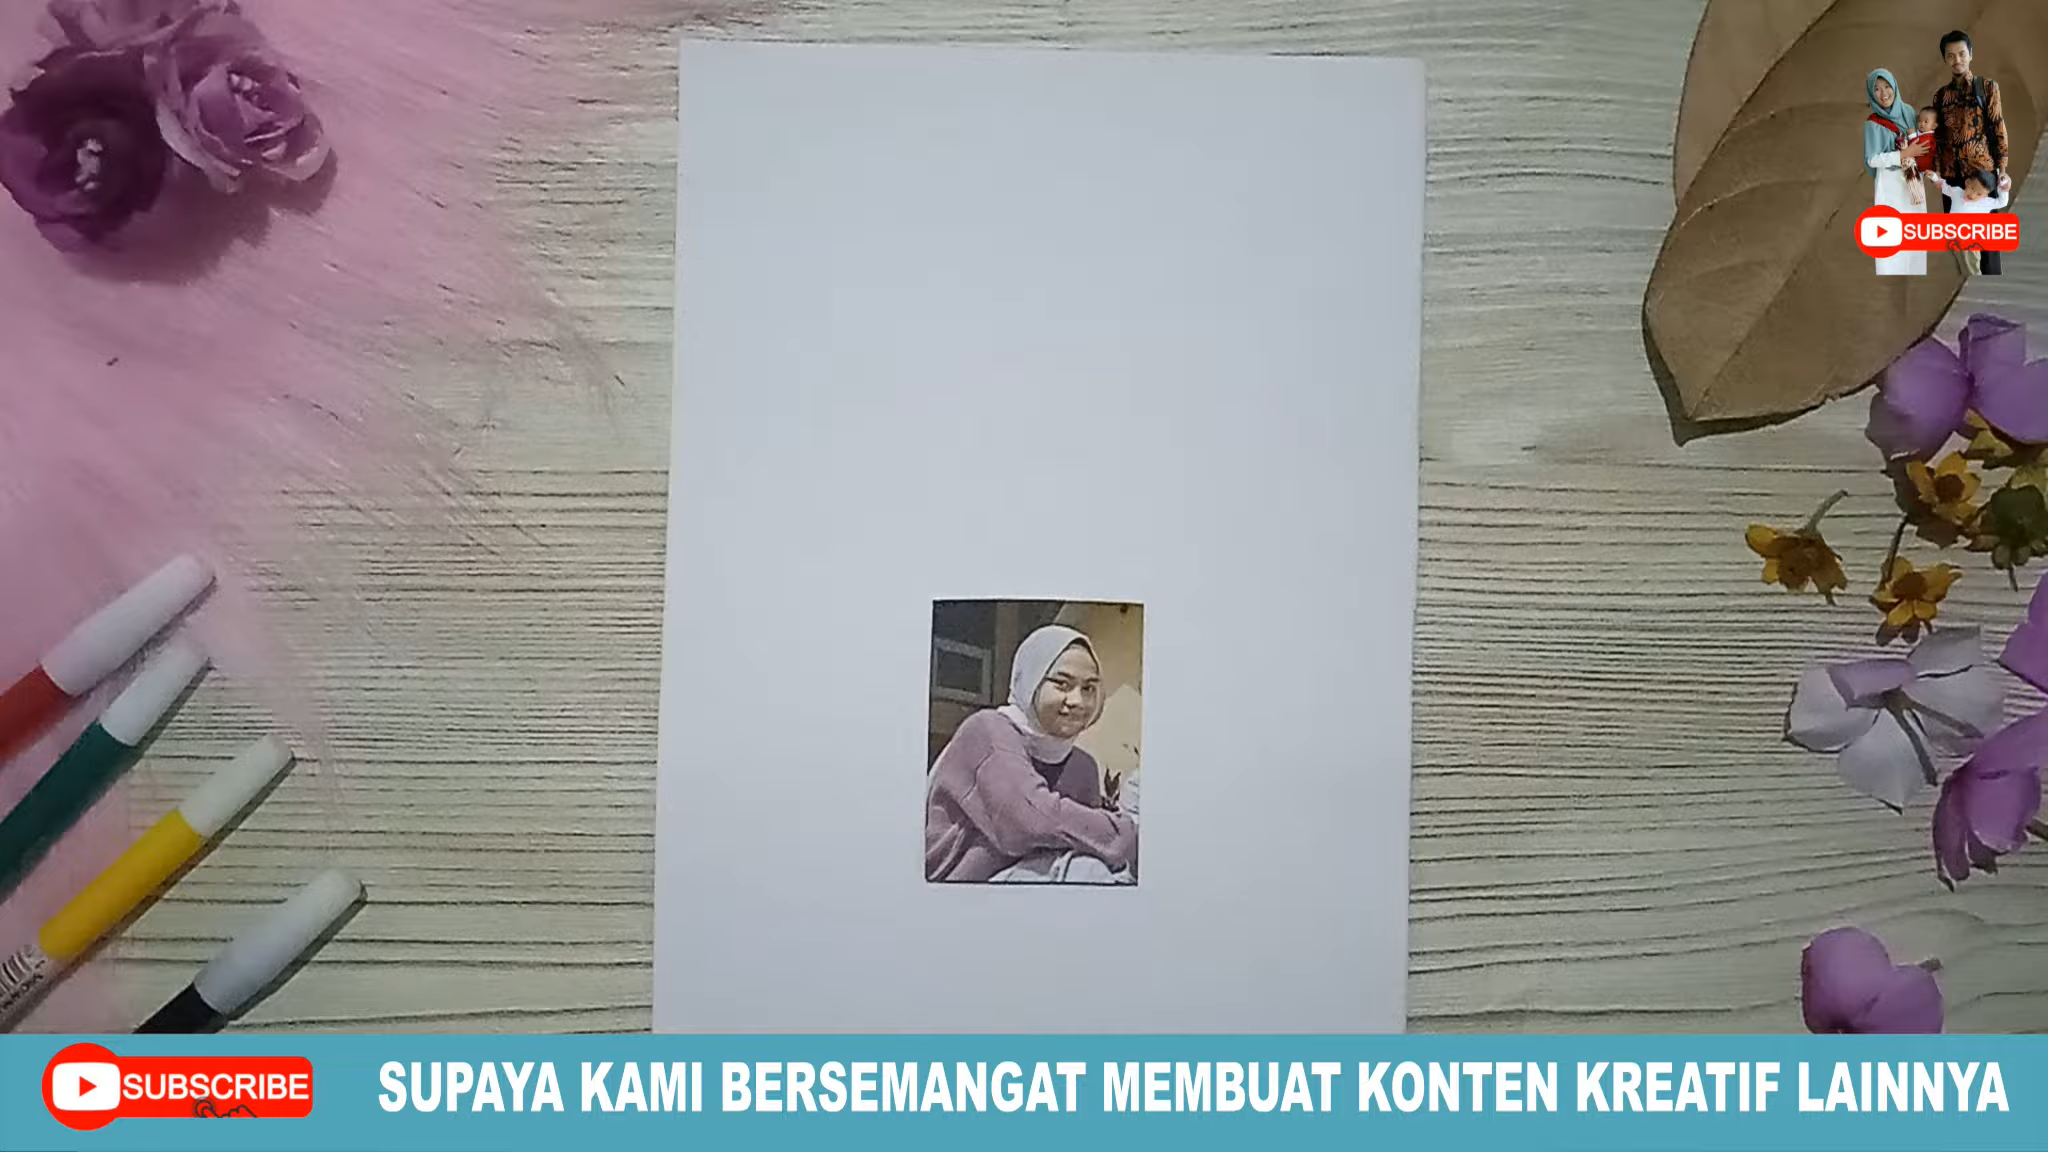 SUBSCRIBE
SUBSCRIBE
SUPAYA KAMI BERSEMANGAT MEMBUAT KONTEN KREATIF LAINNYA